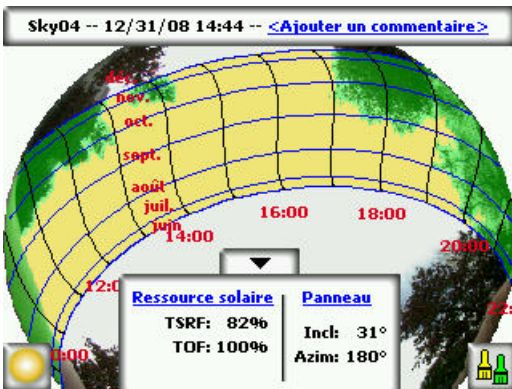 Sky04 -- 12/31/08 14:44 -- <Ajouter un commentaire>
déc.
nov.
oct.
sept.
août
juil.
juin
14:00
16:00
18:00
20:00
12:0
22:
0:00
Ressource solaire
TSRF: 82%
TOF: 100%
Panneau
Incl: 31°
Azim: 180°